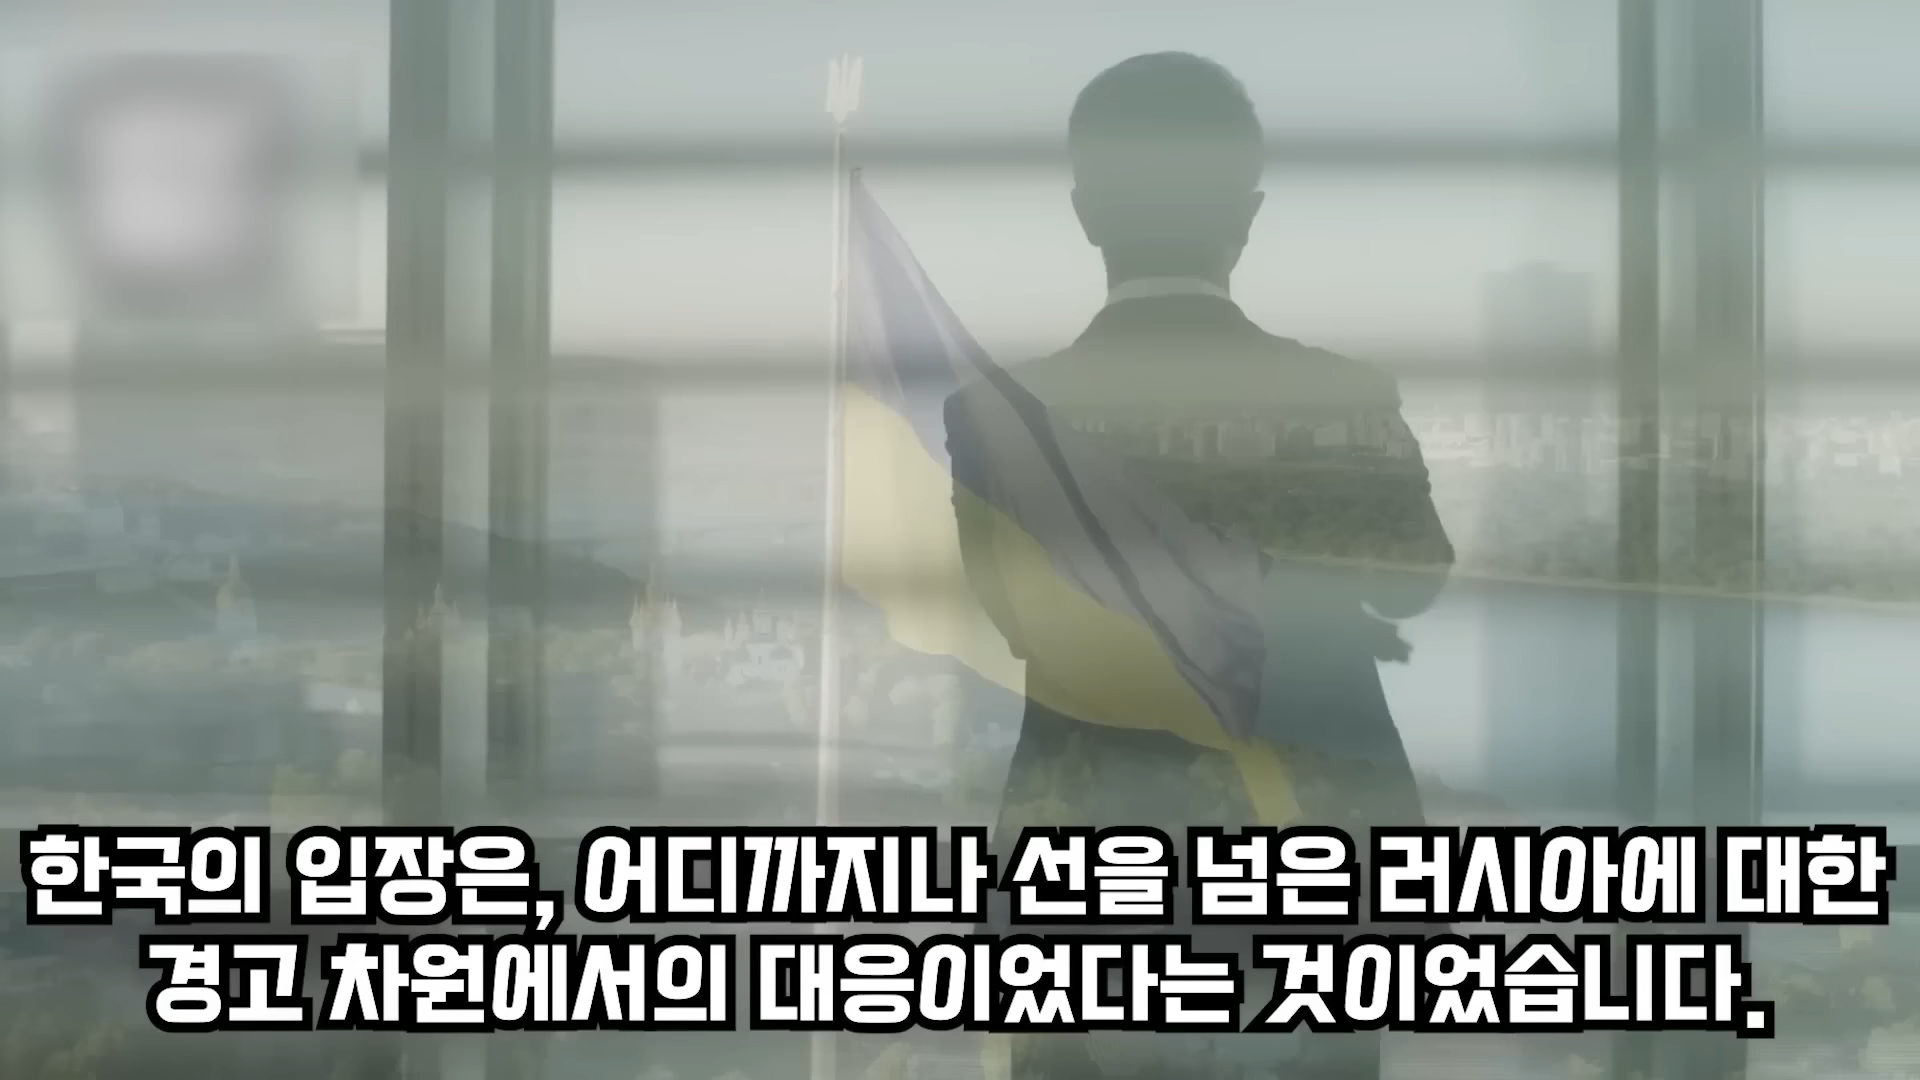 한국의 입장은, 어디까지나 선을 넘은 러시아에 대한
경고 차원에서의 대응이었다는 것이었습니다.